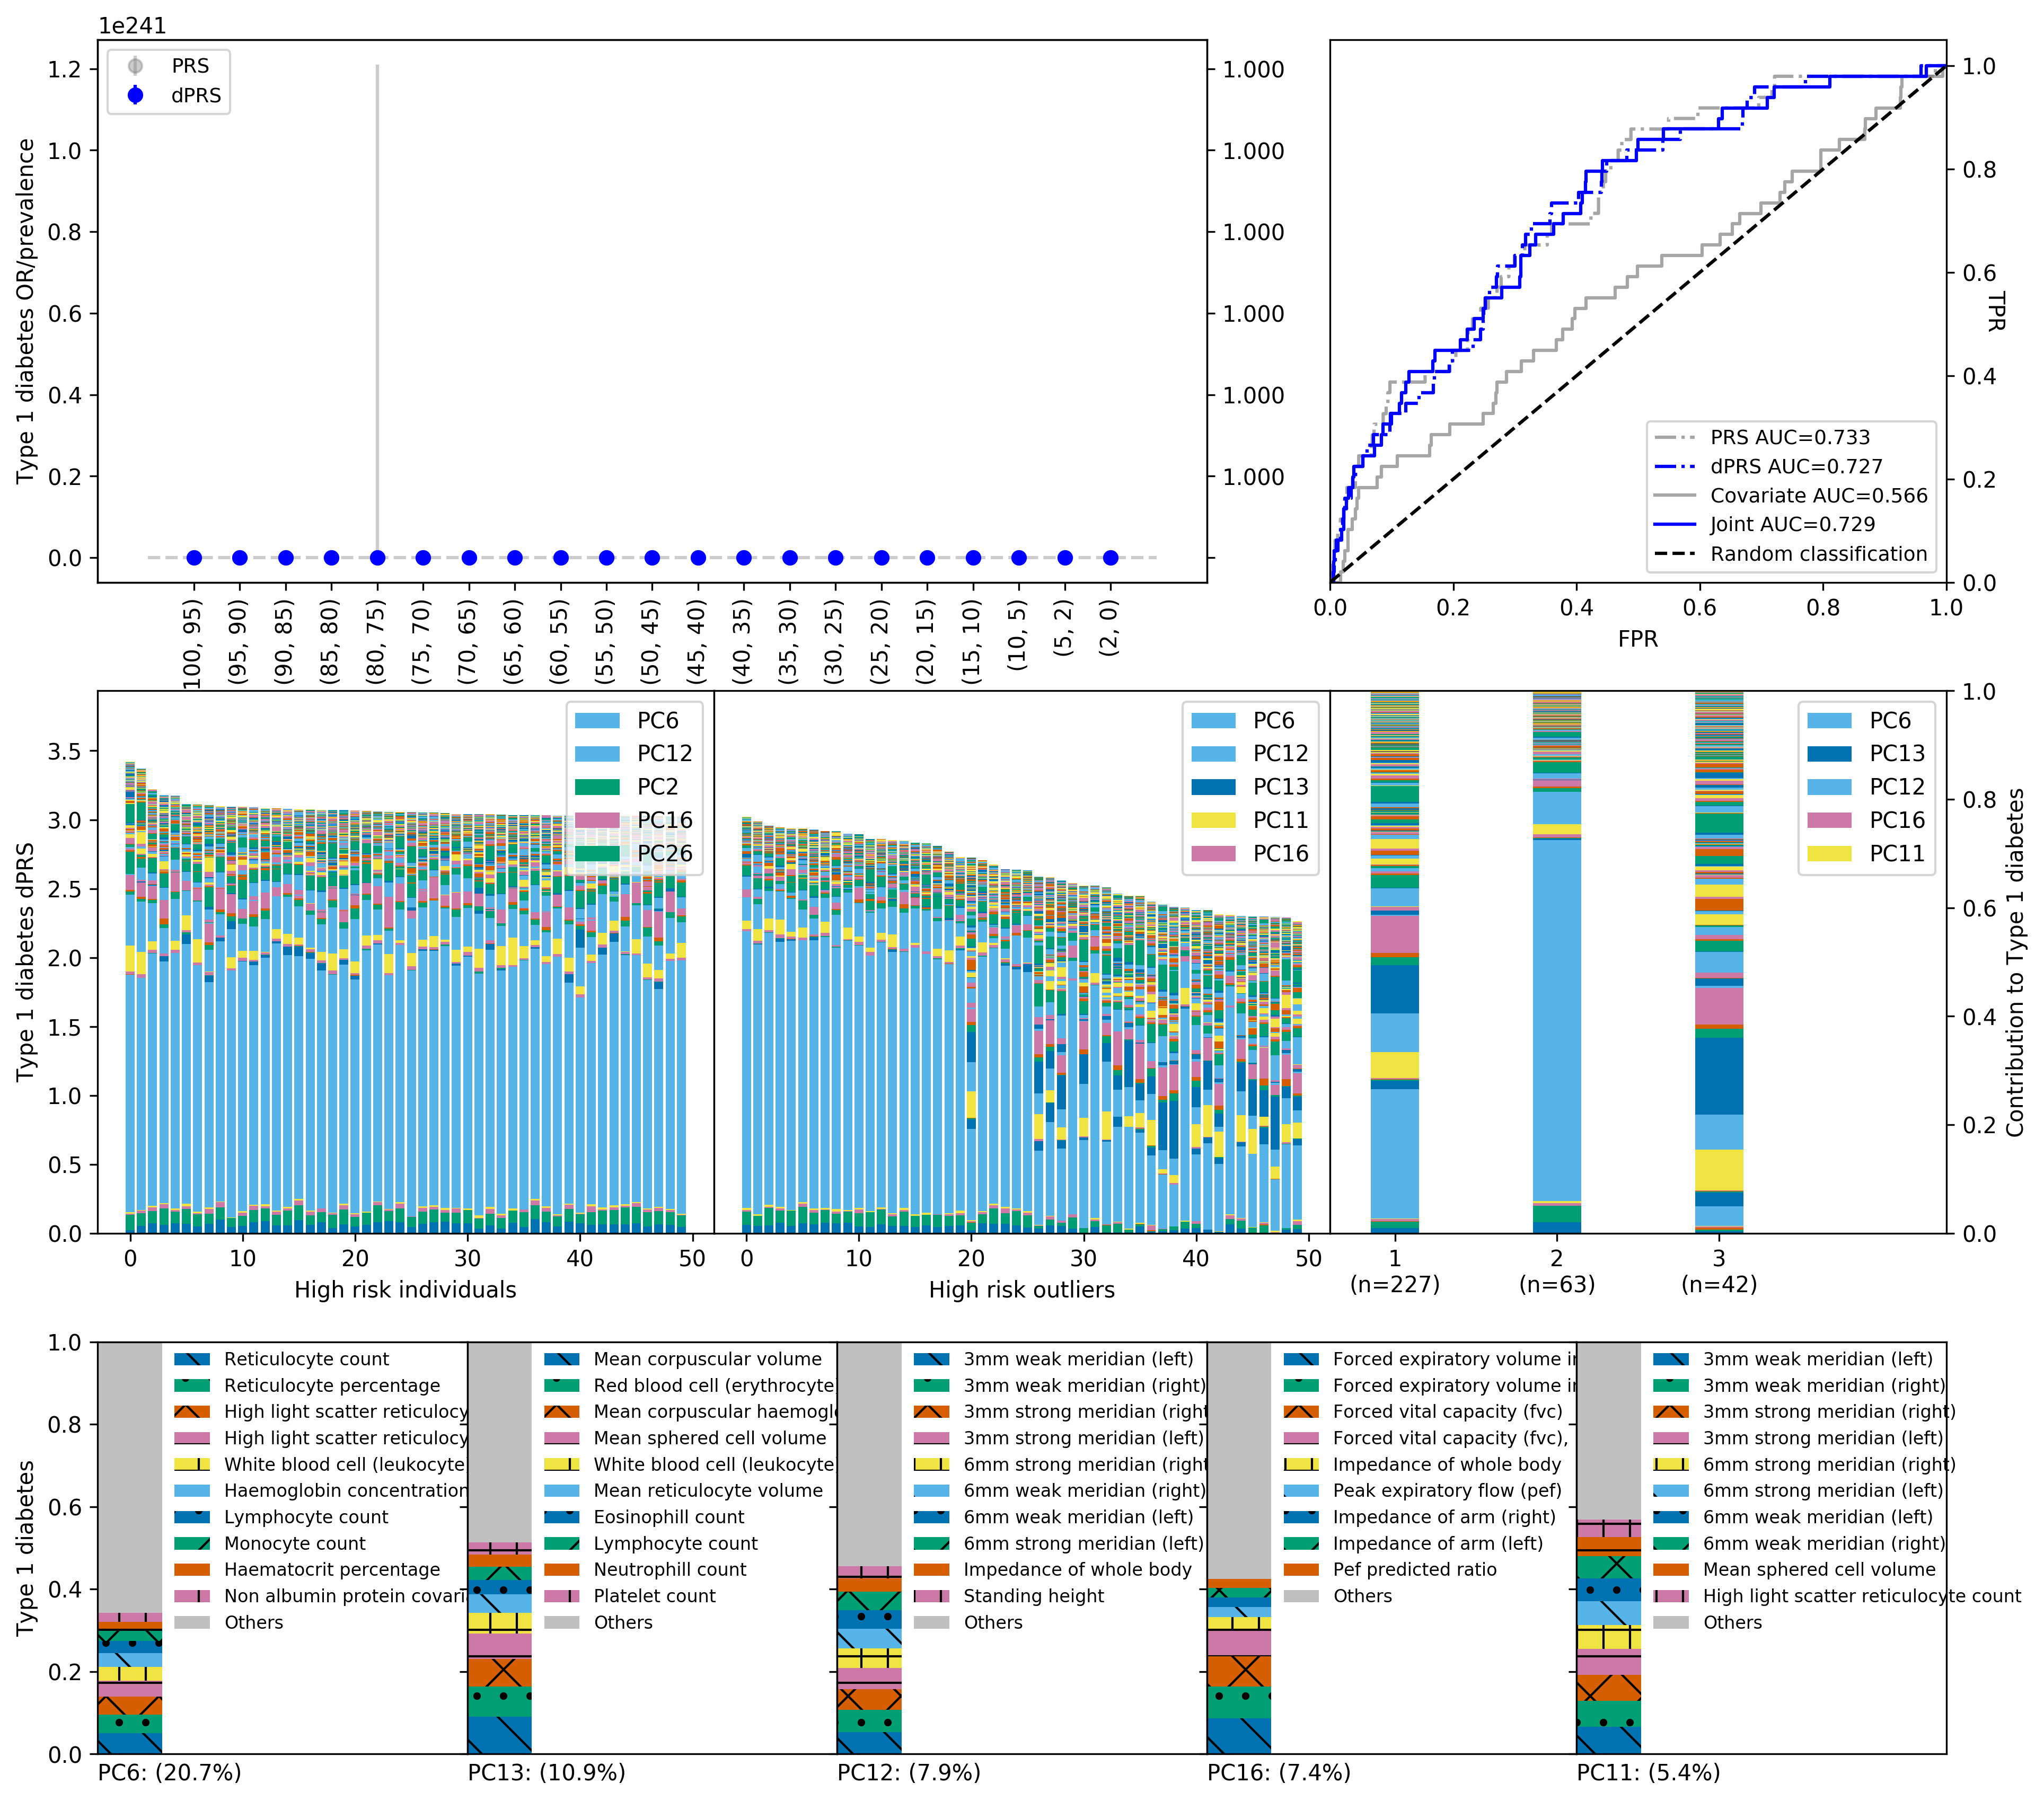 1e241
Type 1 diabetes OR/prevalence
1.2
1.0
0.8
0.6
0.4
0.2
0.0
PRS
dPRS
1.000
1.000
1.000
1.000
1.000
1.000
100, 95)
(95, 90)
(90, 85)
(85, 80)
(80, 75)
(75, 70)
(70, 65)
(65, 60)
(60, 55)
(55, 50)
(50, 45)
(45, 40)
(40, 35)
(35, 30)
(30, 25)
(25, 20)
(20, 15)
(15, 10)
(10, 5)
(5, 2)
(2, 0)
PRS AUC=0.733
dPRS AUC=0.727
Covariate AUC=0.566
Joint AUC=0.729
Random classification
1.0
0.8
0.6
0.4
0.2
0.0
TPR
0.0
0.2
0.4
0.6
0.8
1.0
FPR
Type 1 diabetes dPRS
3.5
3.0
2.5
2.0
1.5
1.0
0.5
0.0
PC6
PC12
PC2
PC16
PC26
0
10
20
30
40
50
High risk individuals
PC6
PC12
PC13
PC11
PC16
0
10
20
30
40
50
High risk outliers
PC6
PC13
PC12
PC16
PC11
1
(n=227)
2
(n=63)
3
(n=42)
1.0
0.8
0.6
0.4
0.2
0.0
Contribution to Type 1 diabetes
Type 1 diabetes
1.0
0.8
0.6
0.4
0.2
0.0
Reticulocyte count
Reticulocyte percentage
High light scatter reticulocy
High light scatter reticulocy
White blood cell (leukocyte
Haemoglobin concentration
Lymphocyte count
Monocyte count
Haematocrit percentage
Non albumin protein covari
Others
PC6: (20.7%)
Mean corpuscular volume
Red blood cell (erythrocyte
Mean corpuscular haemogl
Mean sphered cell volume
White blood cell (leukocyte
Mean reticulocyte volume
Eosinophill count
Lymphocyte count
Neutrophill count
Platelet count
Others
PC13: (10.9%)
3mm weak meridian (left)
3mm weak meridian (right)
3mm strong meridian (right
3mm strong meridian (left)
6mm strong meridian (right
6mm weak meridian (right)
6mm weak meridian (left)
6mm strong meridian (left)
Impedance of whole body
Standing height
Others
PC12: (7.9%)
Forced expiratory volume in
Forced expiratory volume in
Forced vital capacity (fvc)
Forced vital capacity (fvc),
Impedance of whole body
Peak expiratory flow (pef)
Impedance of arm (right)
Impedance of arm (left)
Pef predicted ratio
Others
PC16: (7.4%)
3mm weak meridian (left)
3mm weak meridian (right)
3mm strong meridian (right)
3mm strong meridian (left)
6mm strong meridian (right)
6mm strong meridian (left)
6mm weak meridian (left)
6mm weak meridian (right)
Mean sphered cell volume
High light scatter reticulocyte count
Others
PC11: (5.4%)